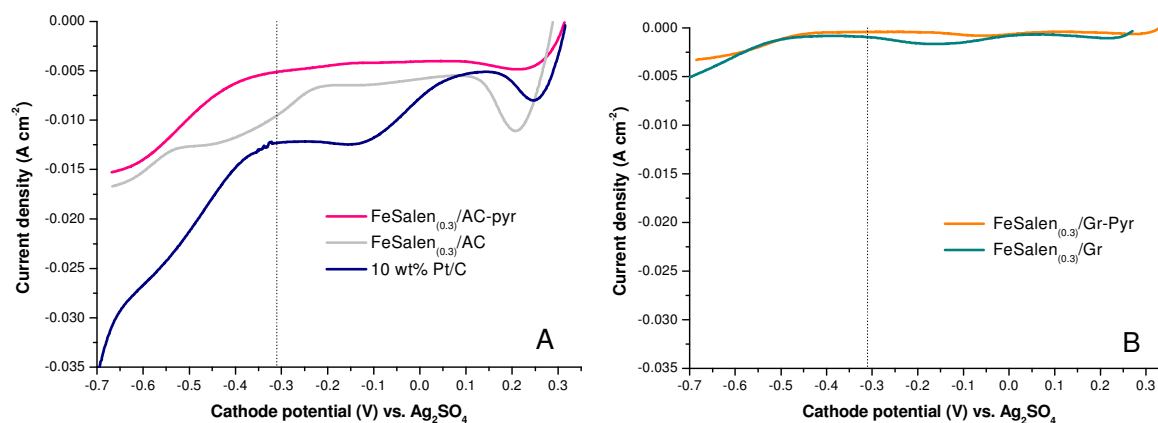 0.000
-0.005
-0.010
-0.015
-0.020
-0.025
-0.030
-0.035
Current density (A cm⁻²)
FeSalen₍₀.₃₎/AC-pyr
FeSalen₍₀.₃₎/AC
10 wt% Pt/C
A
-0.7 -0.6 -0.5 -0.4 -0.3 -0.2 -0.1 0.0 0.1 0.2 0.3
Cathode potential (V) vs. Ag₂SO₄
0.000
-0.005
-0.010
-0.015
-0.020
-0.025
-0.030
-0.035
Current density (A cm⁻²)
FeSalen₍₀.₃₎/Gr-Pyr
FeSalen₍₀.₃₎/Gr
B
-0.7 -0.6 -0.5 -0.4 -0.3 -0.2 -0.1 0.0 0.1 0.2 0.3
Cathode potential (V) vs. Ag₂SO₄